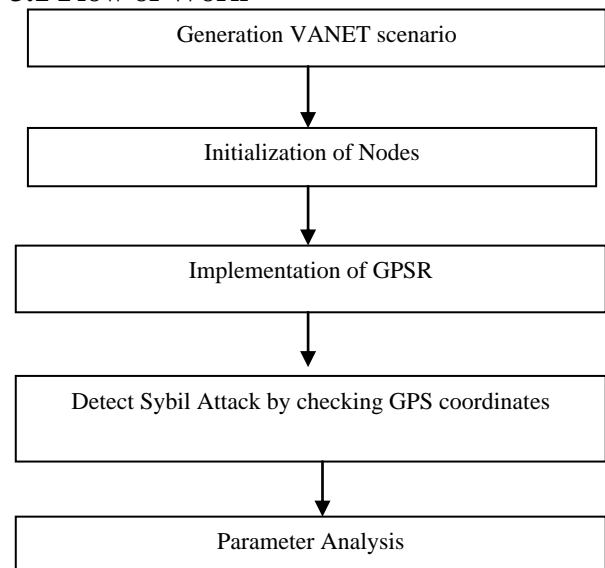 Generation VANET scenario
Initialization of Nodes
Implementation of GPSR
Detect Sybil Attack by checking GPS coordinates
Parameter Analysis